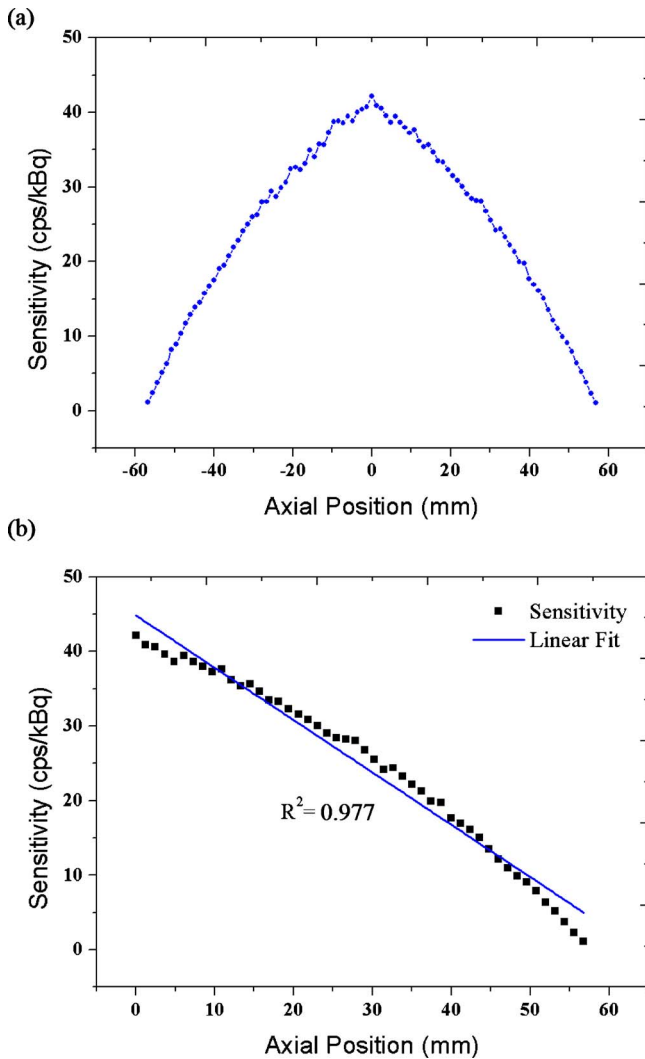 (a)
50
40
30
20
10
0
Sensitivity (cps/kBq)
-60 -40 -20 0 20 40 60
Axial Position (mm)
(b)
50
40
30
20
10
0
Sensitivity (cps/kBq)
Sensitivity
Linear Fit
R² = 0.977
0 10 20 30 40 50 60
Axial Position (mm)